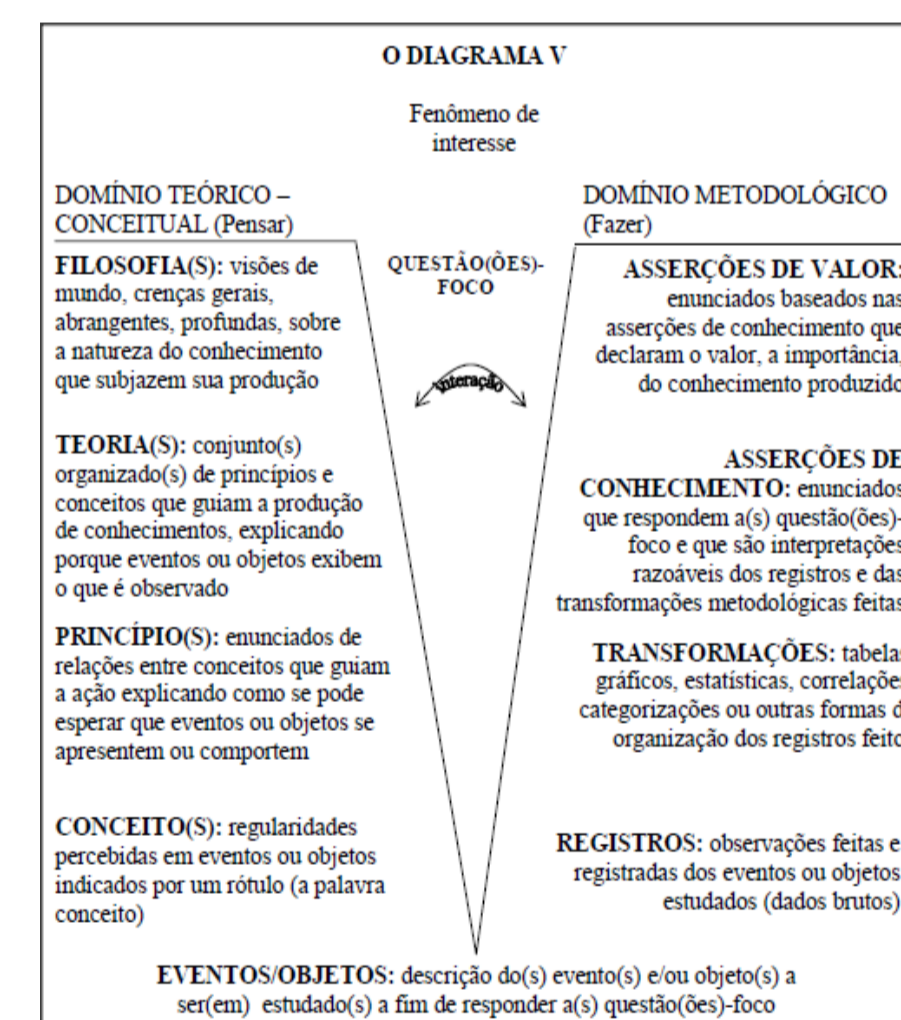 O DIAGRAMA V
Fenômeno de
interesse
DOMÍNIO TEÓRICO –
CONCEITUAL (Pensar)
FILOSOFIA(S): visões de
mundo, crenças gerais,
abrangentes, profundas, sobre
a natureza do conhecimento
que subjazem sua produção
TEORIA(S): conjunto(s)
organizado(s) de princípios e
conceitos que guiam a produção
de conhecimentos, explicando
porque eventos ou objetos exibem
o que é observado
PRINCÍPIO(S): enunciados de
relações entre conceitos que guiam
a ação explicando como se pode
esperar que eventos ou objetos se
apresentem ou comportem
CONCEITO(S): regularidades
percebidas em eventos ou objetos
indicados por um rótulo (a palavra
conceito)
QUESTÃO(ÕES)-
FOCO
interação
DOMÍNIO METODOLÓGICO
(Fazer)
ASSERÇÕES DE VALOR:
enunciados baseados nas
asserções de conhecimento que
declaram o valor, a importância,
do conhecimento produzido
ASSERÇÕES DE
CONHECIMENTO: enunciados
que respondem a(s) questão(ões)-
foco e que são interpretações
razoáveis dos registros e das
transformações metodológicas feitas
TRANSFORMAÇÕES: tabelas
gráficos, estatísticas, correlações
categorizações ou outras formas d
organização dos registros feito
REGISTROS: observações feitas e
registradas dos eventos ou objetos
estudados (dados brutos)
EVENTOS/OBJETOS: descrição do(s) evento(s) e/ou objeto(s) a
ser(em) estudado(s) a fim de responder a(s) questão(ões)-foco